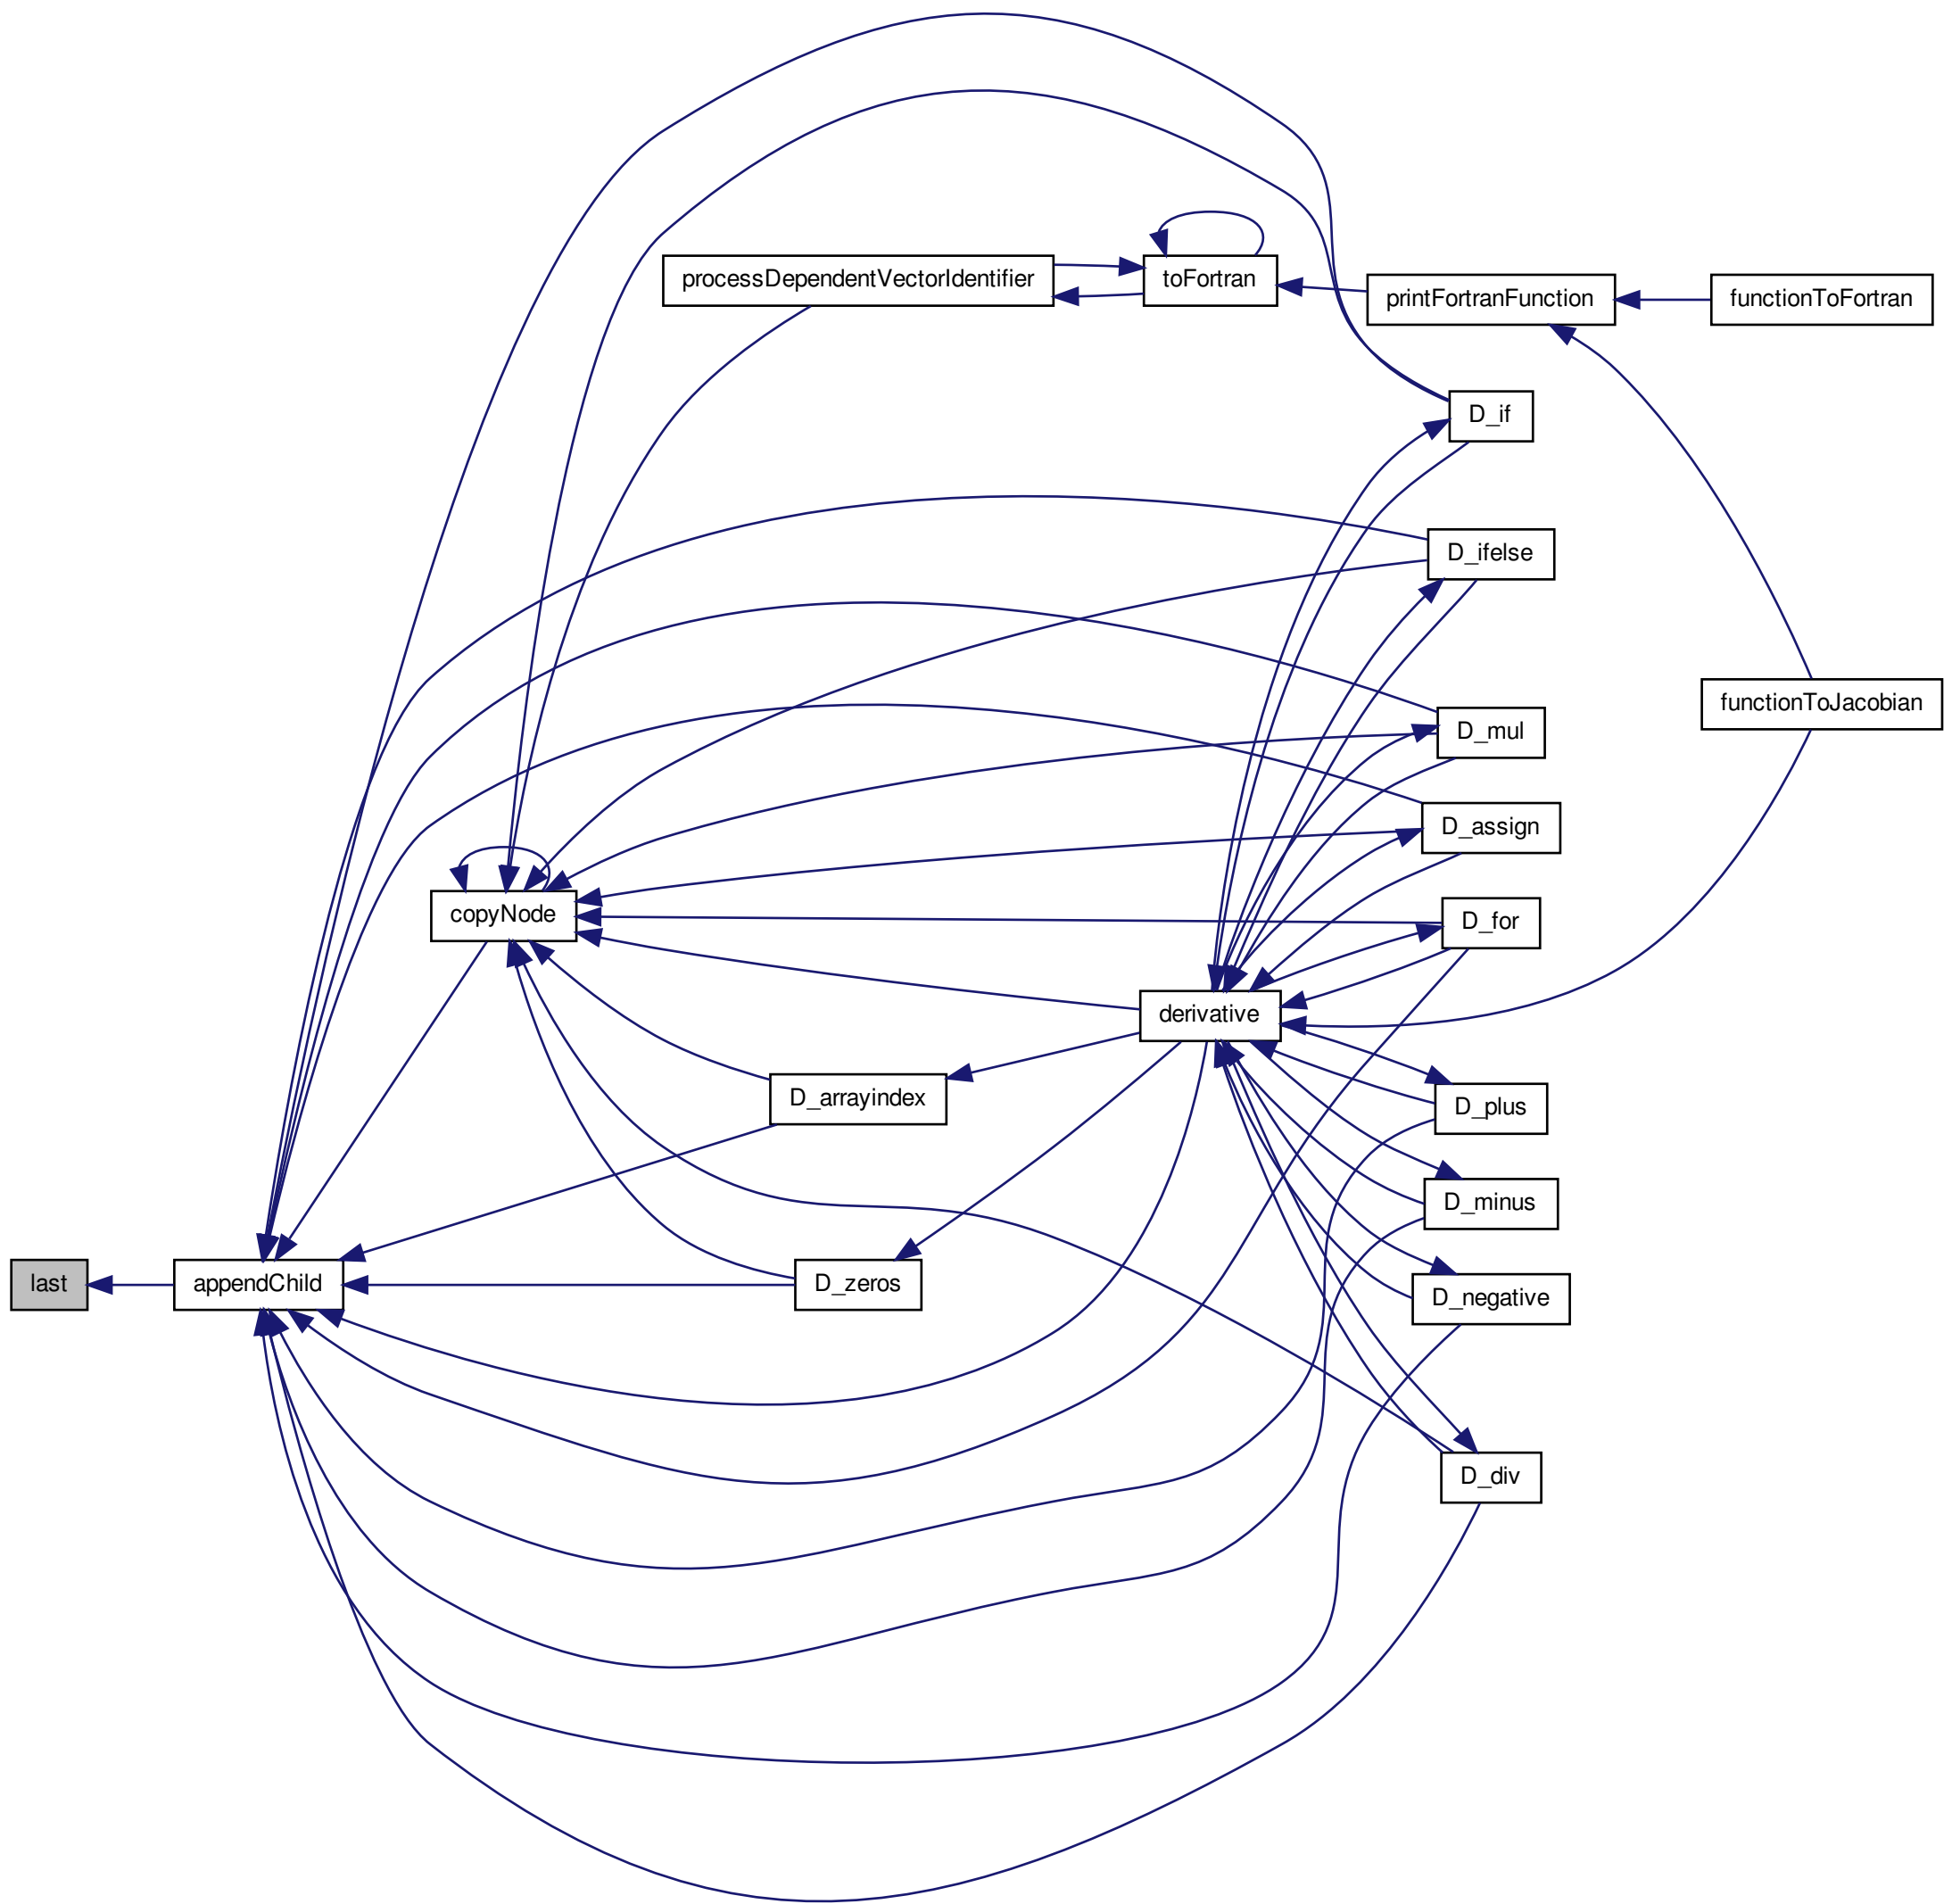 processDependentVectorIdentifier
toFortran
printFortranFunction
functionToFortran
D_if
D_ifelse
functionToJacobian
D_mul
D_assign
copyNode
D_for
derivative
D_arrayindex
D_plus
D_minus
last
appendChild
D_zeros
D_negative
D_div